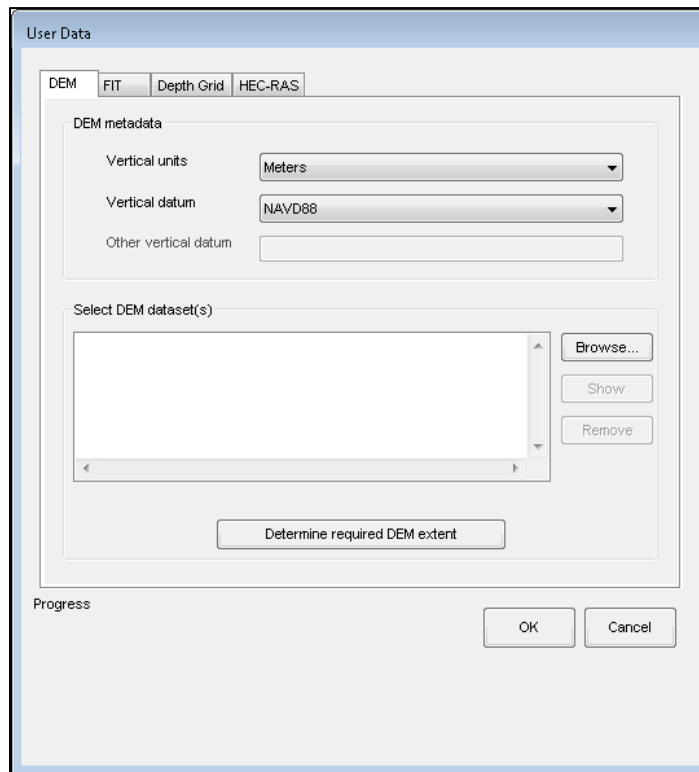 User Data
DEM FIT Depth Grid HEC-RAS
DEM metadata
Vertical units Meters
Vertical datum NAVD88
Other vertical datum
Select DEM dataset(s)
Browse...
Show
Remove
Determine required DEM extent
Progress
OK Cancel